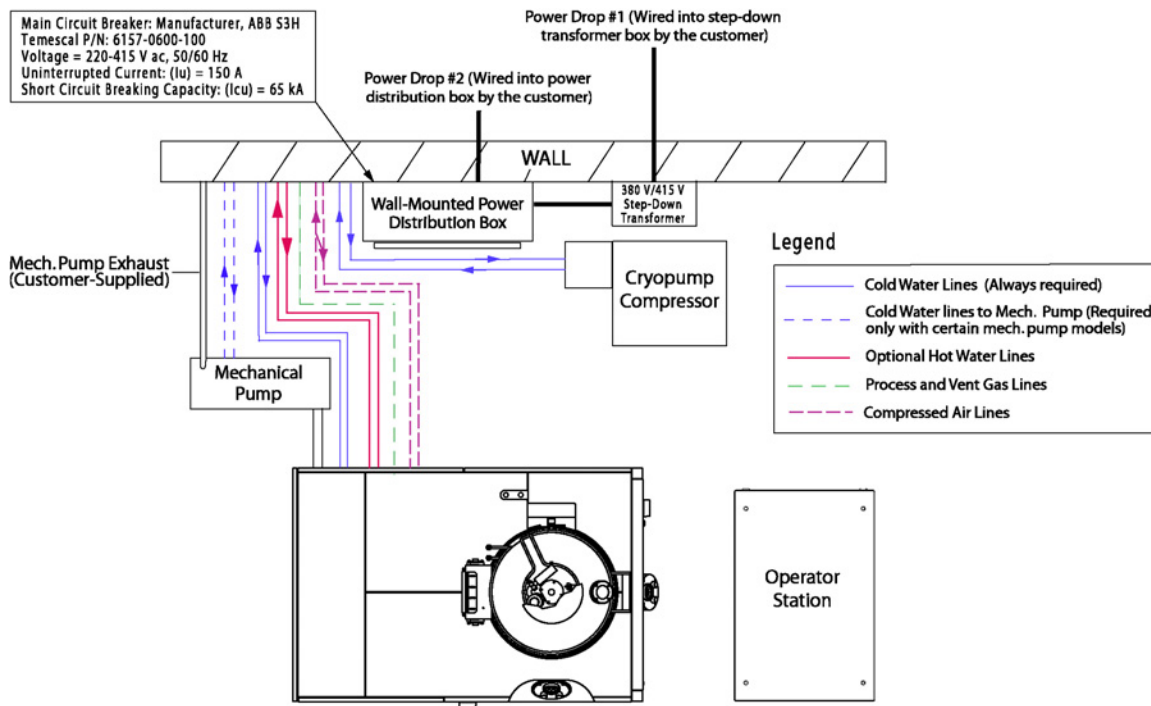 Main Circuit Breaker: Manufacturer, ABB S3H
Temescal P/N: 6157-0600-100
Voltage = 220-415 V ac, 50/60 Hz
Uninterrupted Current: (Iu) = 150 A
Short Circuit Breaking Capacity: (Icu) = 65 kA
Power Drop #1 (Wired into step-down
transformer box by the customer)
Power Drop #2 (Wired into power
distribution box by the customer)
WALL
Wall-Mounted Power
Distribution Box
380 V/415 V
Step-Down
Transformer
Mech. Pump Exhaust
(Customer-Supplied)
Cryopump
Compressor
Mechanical
Pump
Legend
Cold Water Lines (Always required)
Cold Water lines to Mech. Pump (Required
only with certain mech. pump models)
Optional Hot Water Lines
Process and Vent Gas Lines
Compressed Air Lines
Operator
Station